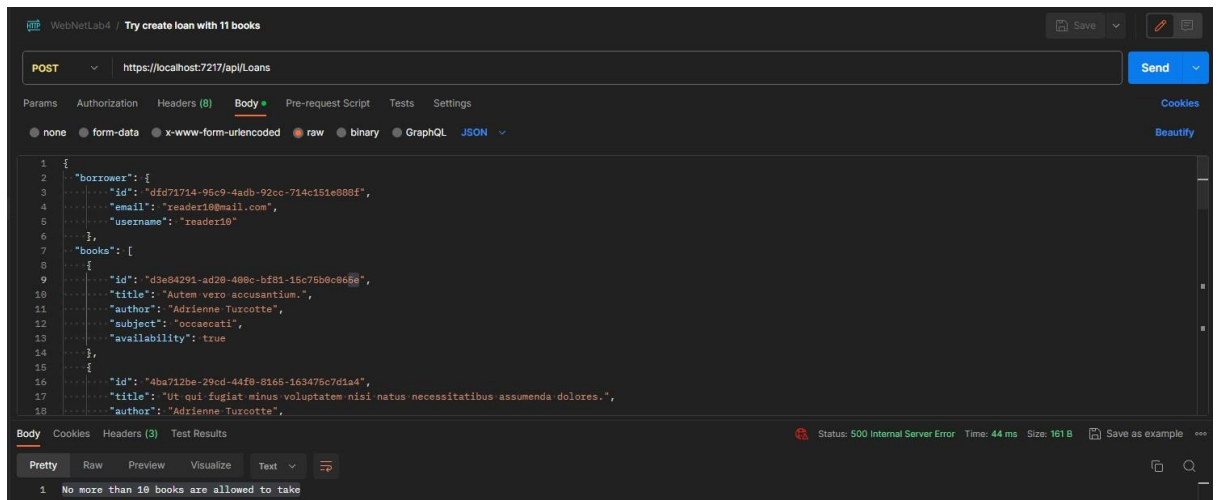 HTTP WebNetLab4 / Try create loan with 11 books Save
POST https://localhost:7217/api/Loans Send
Params Authorization Headers (8) Body Pre-request Script Tests Settings Cookies
none form-data x-www-form-urlencoded raw binary GraphQL JSON Beautify
1 {
2 "borrower": {
3 "id": "dfd71714-95c9-4adb-92cc-714c151e888f",
4 "email": "reader10@mail.com",
5 "username": "reader10"
6 },
7 "books": [
8 {
9 "id": "d3e84291-ad20-400c-bf81-15c75b0c065e",
10 "title": "Autem vero accusantium.",
11 "author": "Adrienne Turcotte",
12 "subject": "occaecati",
13 "availability": true
14 },
15 {
16 "id": "4ba712be-29cd-44f0-8165-163475c7d1a4",
17 "title": "Ut qui fugiat minus voluptatem nisi natus necessitatibus assumenda dolores.",
18 "author": "Adrienne Turcotte",
Body Cookies Headers (3) Test Results Status: 500 Internal Server Error Time: 44 ms Size: 161 B Save as example
Pretty Raw Preview Visualize Text
1 No more than 10 books are allowed to take